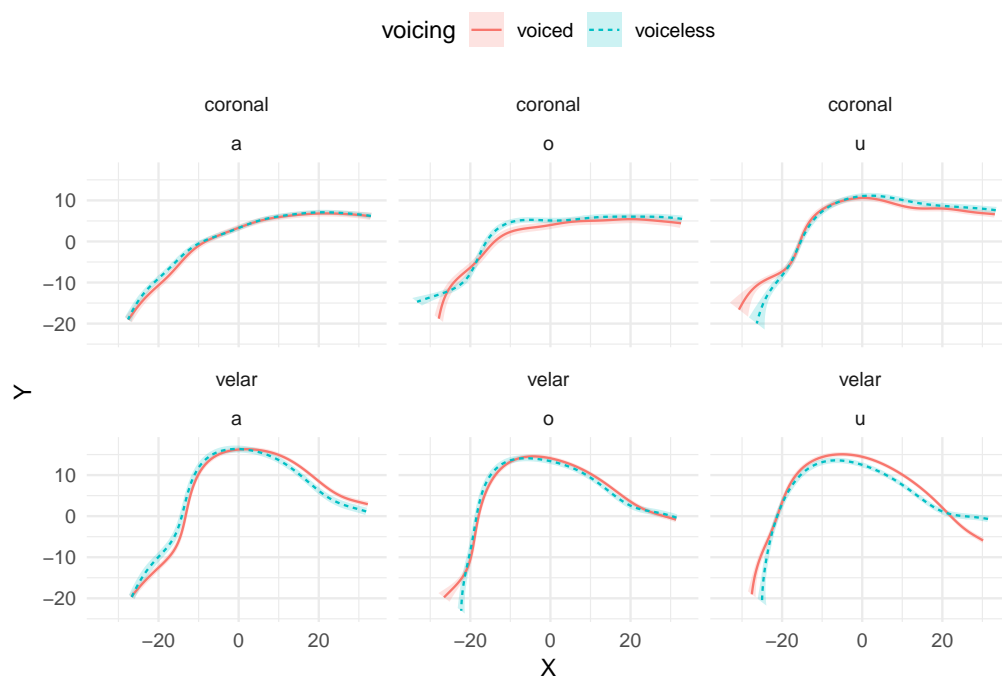 voicing voiced voiceless
coronal coronal coronal
a o u
10
0
−10
−20
velar velar velar
a o u
Y
10
0
−10
−20
−20 0 20 −20 0 20 −20 0 20
X